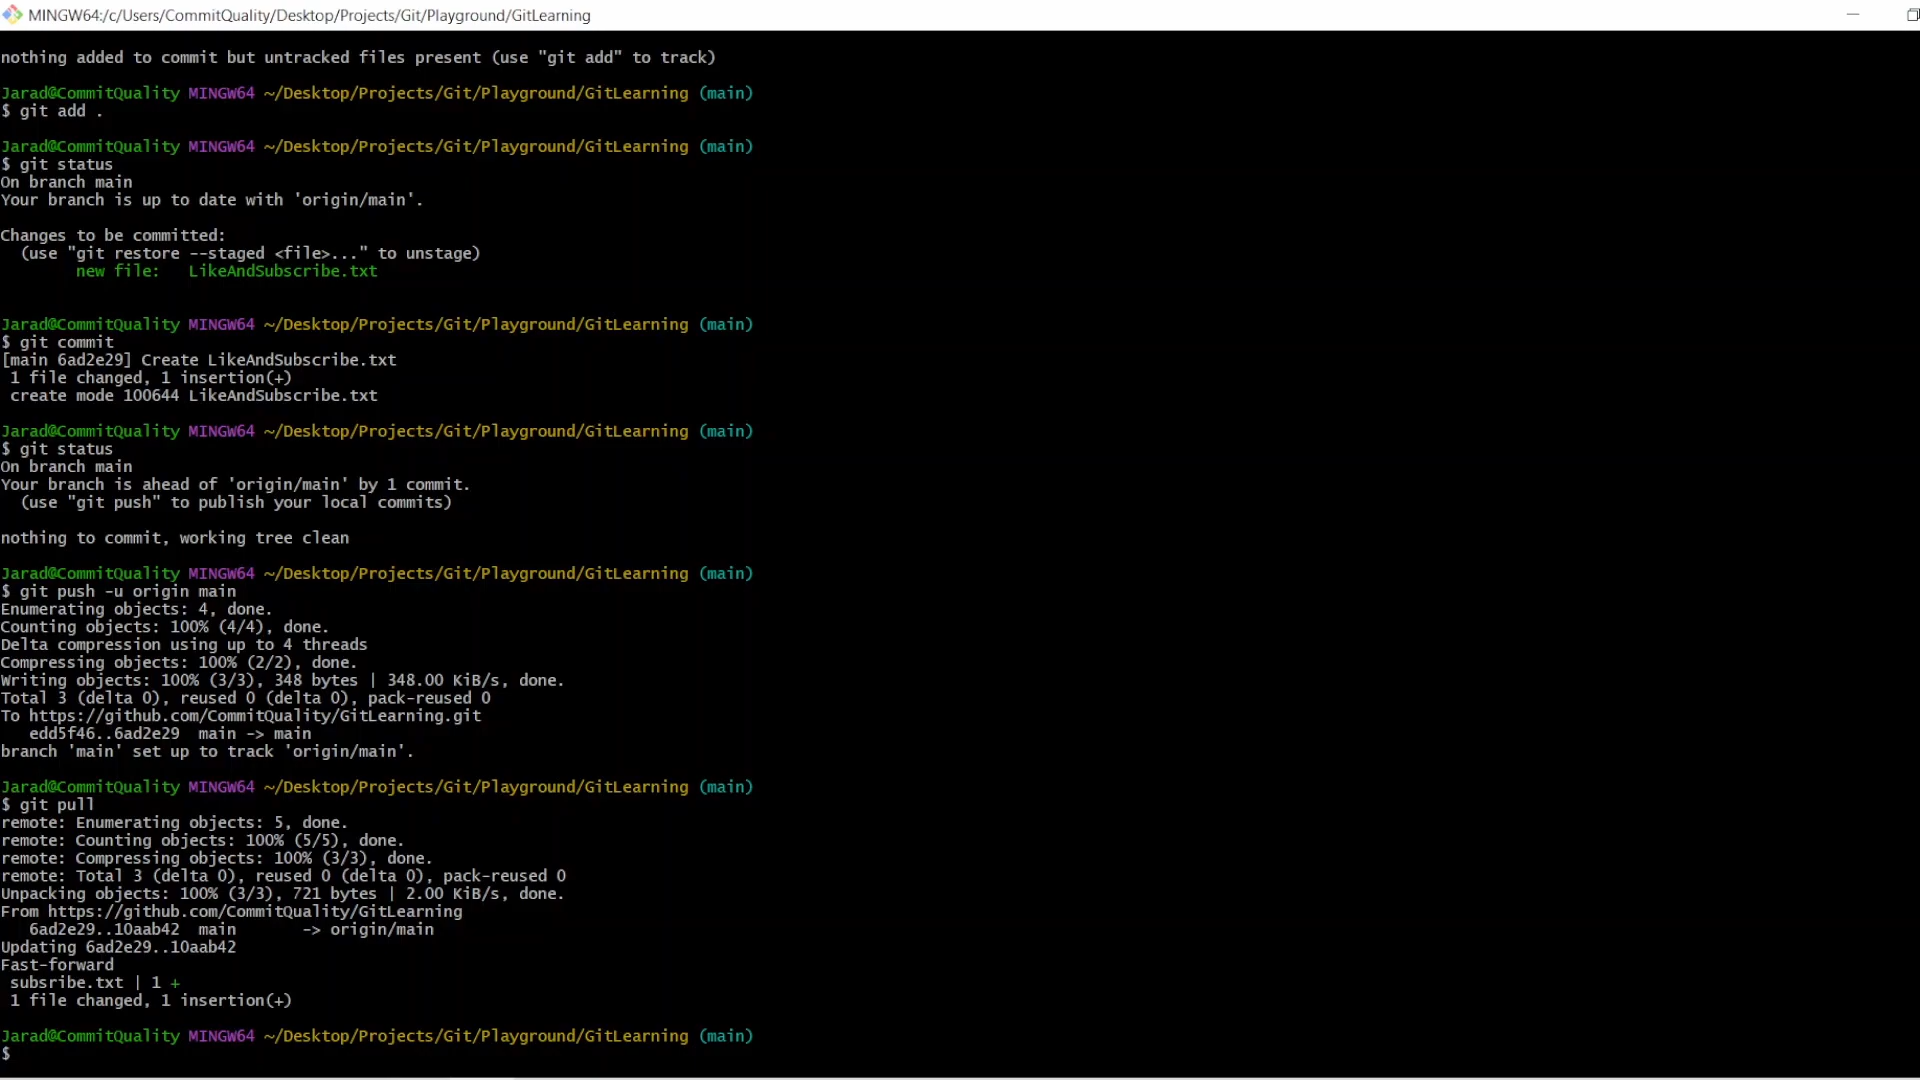 MINGW64:/c/Users/CommitQuality/Desktop/Projects/Git/Playground/GitLearning
nothing added to commit but untracked files present (use "git add" to track)
Jarad@CommitQuality MINGW64 ~/Desktop/Projects/Git/Playground/GitLearning (main)
$ git add .
Jarad@CommitQuality MINGW64 ~/Desktop/Projects/Git/Playground/GitLearning (main)
$ git status
On branch main
Your branch is up to date with 'origin/main'.
Changes to be committed:
  (use "git restore --staged <file>..." to unstage)
        new file:   LikeAndSubscribe.txt
Jarad@CommitQuality MINGW64 ~/Desktop/Projects/Git/Playground/GitLearning (main)
$ git commit
[main 6ad2e29] Create LikeAndSubscribe.txt
 1 file changed, 1 insertion(+)
 create mode 100644 LikeAndSubscribe.txt
Jarad@CommitQuality MINGW64 ~/Desktop/Projects/Git/Playground/GitLearning (main)
$ git status
On branch main
Your branch is ahead of 'origin/main' by 1 commit.
  (use "git push" to publish your local commits)
nothing to commit, working tree clean
Jarad@CommitQuality MINGW64 ~/Desktop/Projects/Git/Playground/GitLearning (main)
$ git push -u origin main
Enumerating objects: 4, done.
Counting objects: 100% (4/4), done.
Delta compression using up to 4 threads
Compressing objects: 100% (2/2), done.
Writing objects: 100% (3/3), 348 bytes | 348.00 KiB/s, done.
Total 3 (delta 0), reused 0 (delta 0), pack-reused 0
To https://github.com/CommitQuality/GitLearning.git
   edd5f46..6ad2e29  main -> main
branch 'main' set up to track 'origin/main'.
Jarad@CommitQuality MINGW64 ~/Desktop/Projects/Git/Playground/GitLearning (main)
$ git pull
remote: Enumerating objects: 5, done.
remote: Counting objects: 100% (5/5), done.
remote: Compressing objects: 100% (3/3), done.
remote: Total 3 (delta 0), reused 0 (delta 0), pack-reused 0
Unpacking objects: 100% (3/3), 721 bytes | 2.00 KiB/s, done.
From https://github.com/CommitQuality/GitLearning
   6ad2e29..10aab42  main       -> origin/main
Updating 6ad2e29..10aab42
Fast-forward
 subsribe.txt | 1 +
 1 file changed, 1 insertion(+)
Jarad@CommitQuality MINGW64 ~/Desktop/Projects/Git/Playground/GitLearning (main)
$